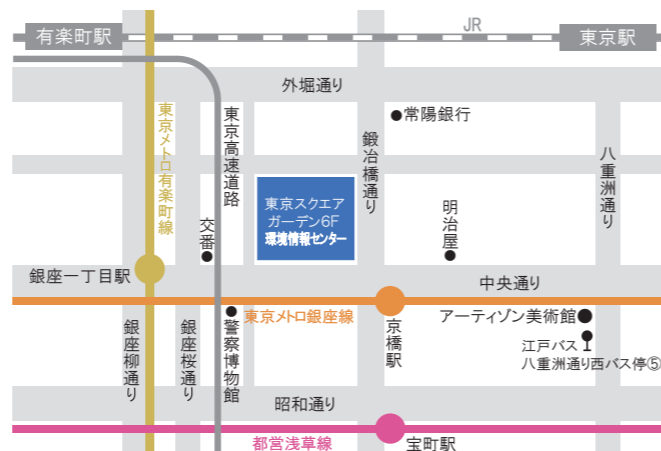 JR
有楽町駅
東京駅
外堀通り
東京メトロ有楽町線
東京高速道路
鍛冶橋通り
常陽銀行
八重洲通り
東京スクエア
ガーデン6F
環境情報センター
交番
明治屋
銀座一丁目駅
中央通り
東京メトロ銀座線
アーティゾン美術館
江戸バス
八重洲通り西バス停⑤
銀座柳通り
銀座桜通り
警察博物館
京橋駅
昭和通り
都営浅草線
宝町駅